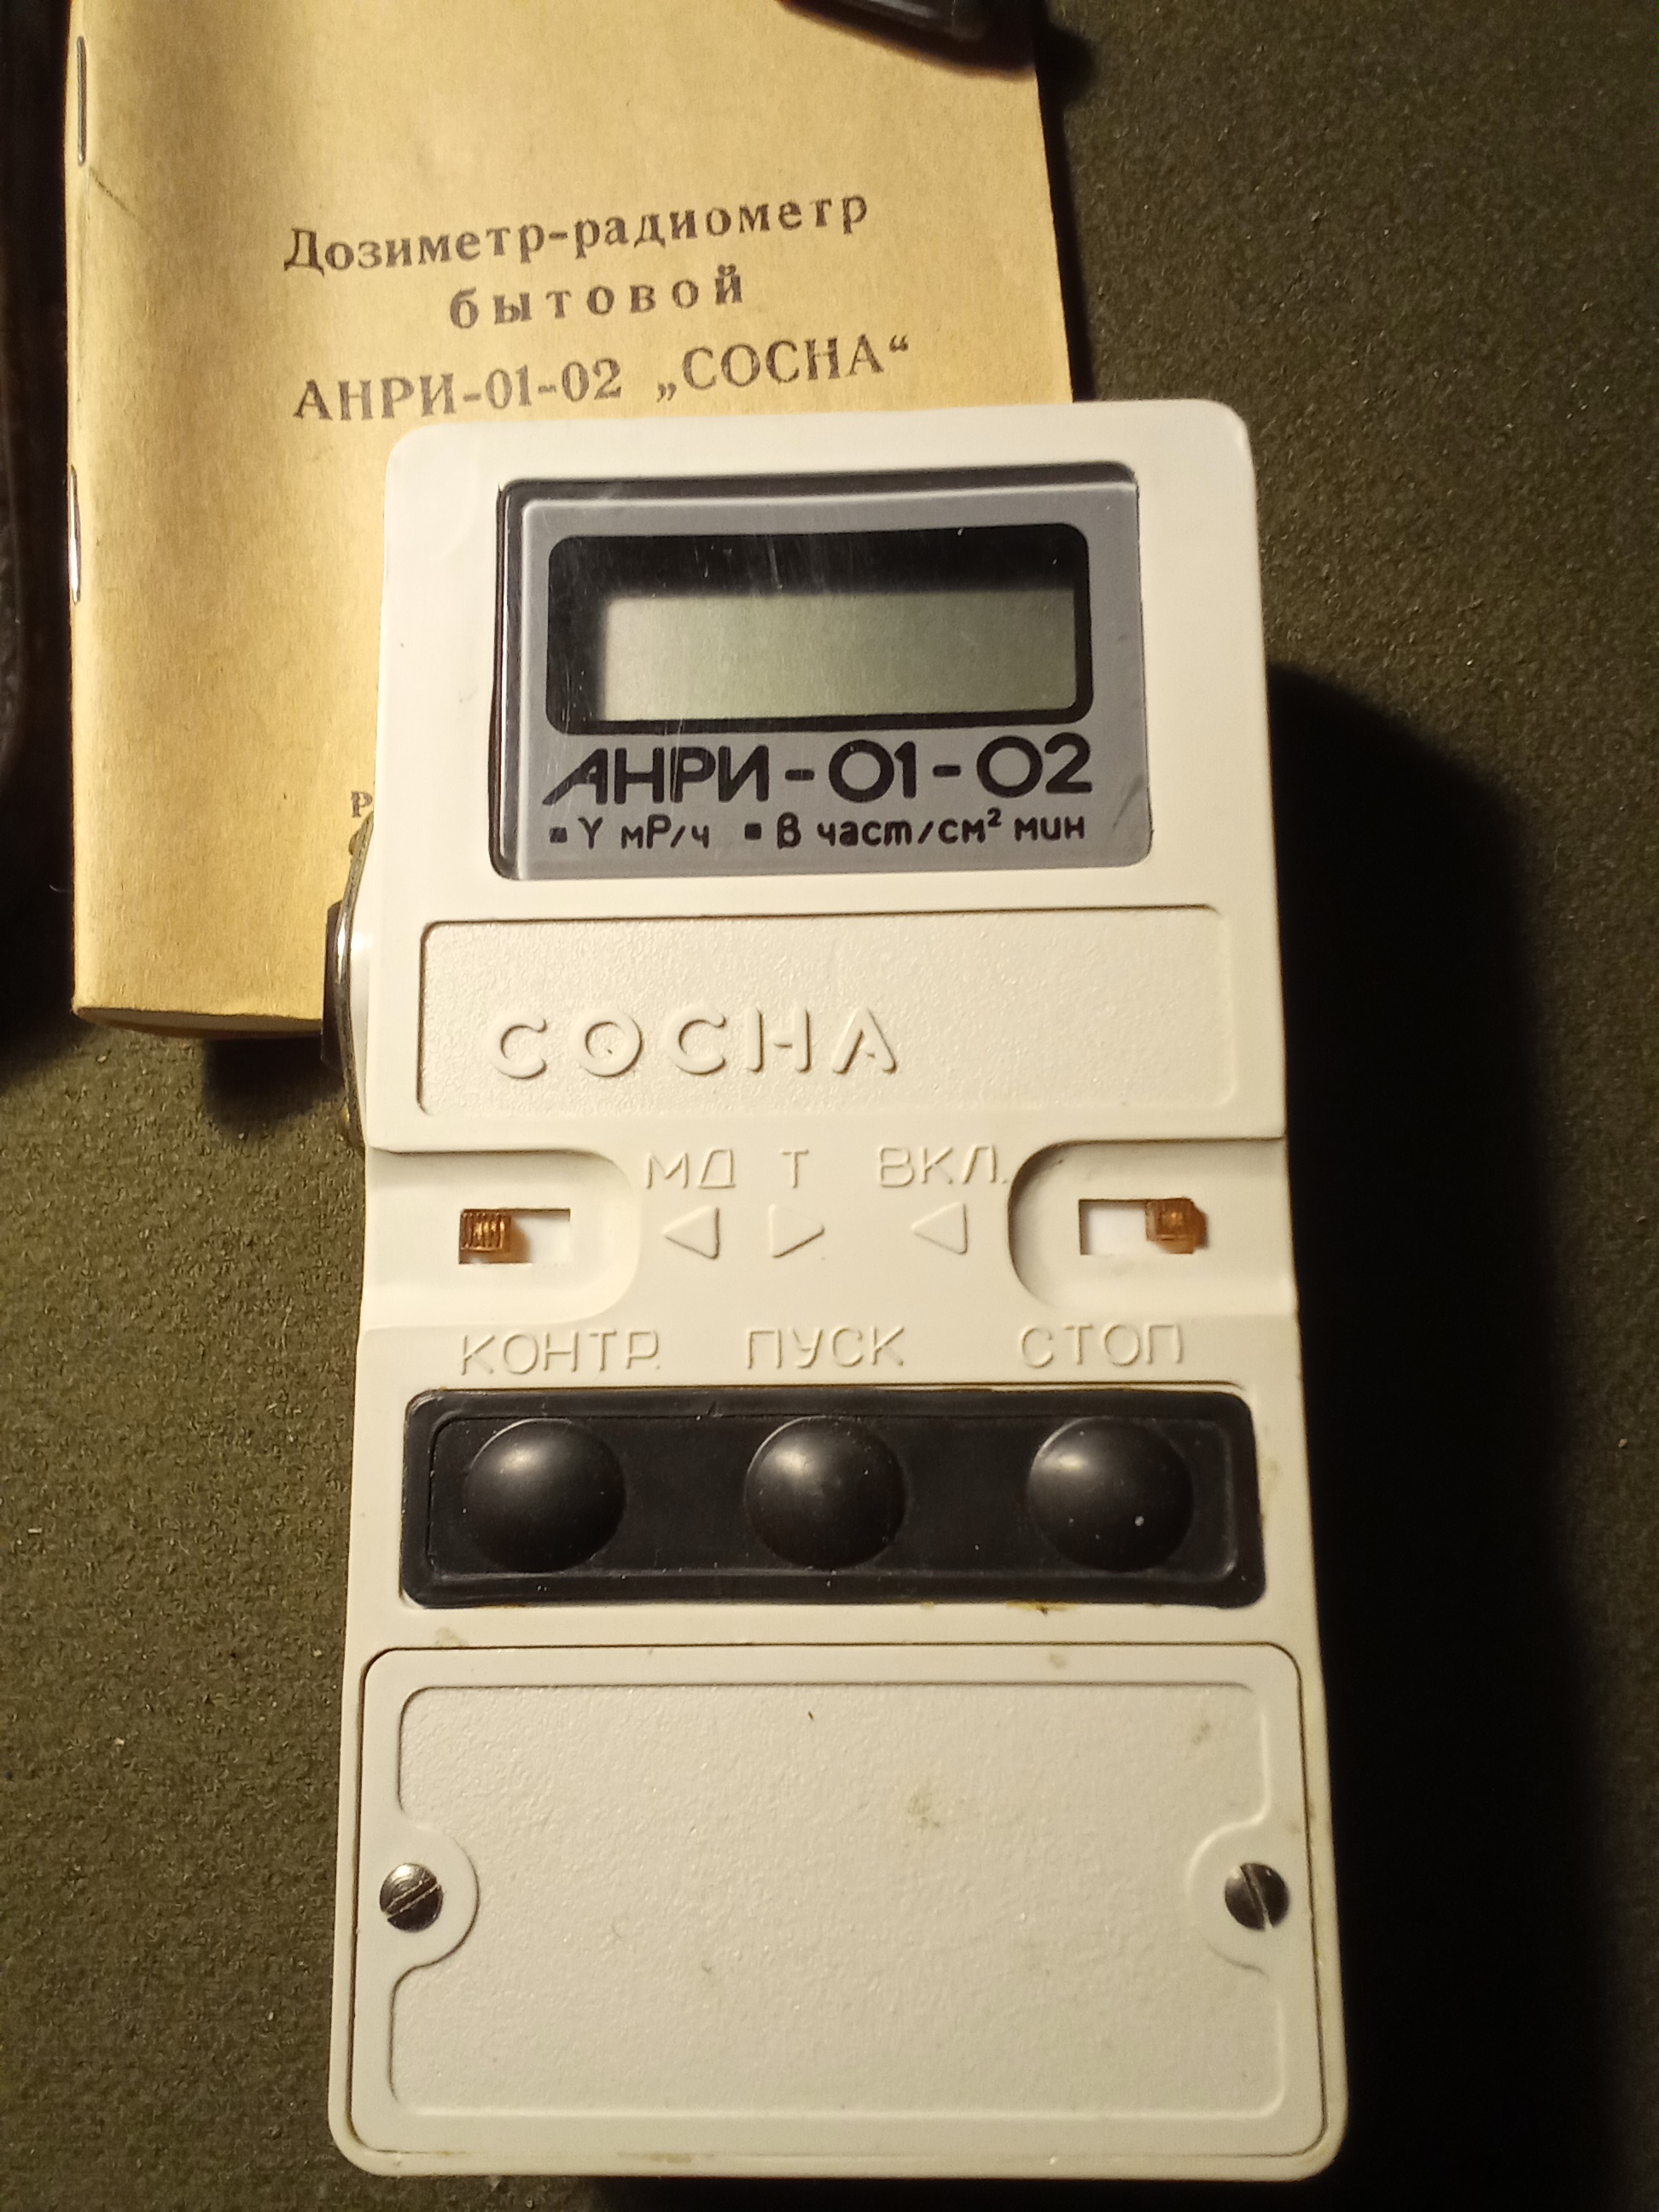 Дозиметр-радиометр
бытовой
АНРИ-01-02 „СОСНА“
АНРИ-01-02
▪ γ мР/ч ▪ β част/см² мин
СОСНА
МД Т ВКЛ.
КОНТР. ПУСК СТОП